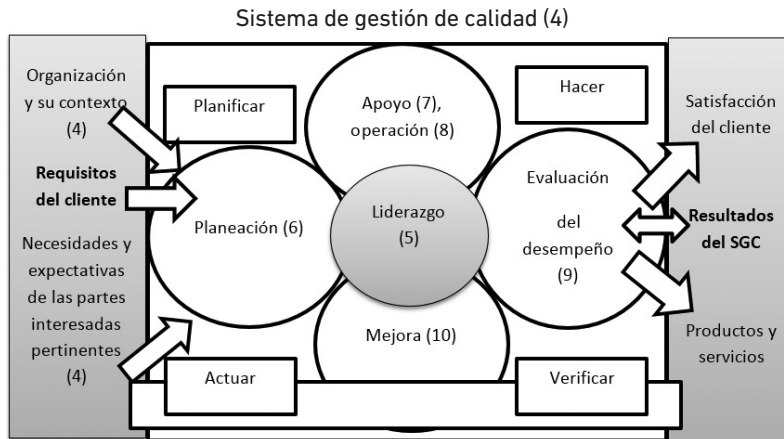 Sistema de gestión de calidad (4)
Organización
y su contexto
(4)
Requisitos
del cliente
Necesidades y
expectativas
de las partes
interesadas
pertinentes
(4)
Planificar
Apoyo (7),
operación (8)
Hacer
Planeación (6)
Liderazgo
(5)
Evaluación
del
desempeño
(9)
Mejora (10)
Actuar
Verificar
Satisfacción
del cliente
Resultados
del SGC
Productos y
servicios